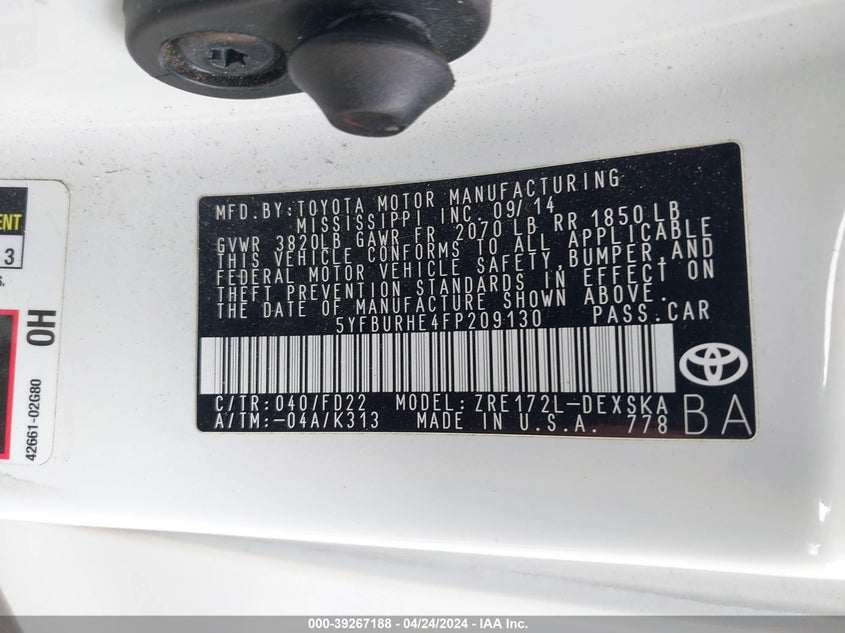 MFD.BY:TOYOTA MOTOR MANUFACTURING
MISSISSIPPI INC. 09/14
GVWR 3820LB GAWR FR 2070 LB RR 1850 LB
THIS VEHICLE CONFORMS TO ALL APPLICABLE
FEDERAL MOTOR VEHICLE SAFETY,BUMPER,AND
THEFT PREVENTION STANDARDS IN EFFECT ON
THE DATE OF MANUFACTURE SHOWN ABOVE.
5YFBURHE4FP209130 PASS.CAR
C/TR: 040/FD22 MODEL: ZRE172L-DEXSKA
A/TM:-04A/K313 MADE IN U.S.A. 778
BA
3
OH
42661-02G80
000-39267188 - 04/24/2024 - IAA Inc.